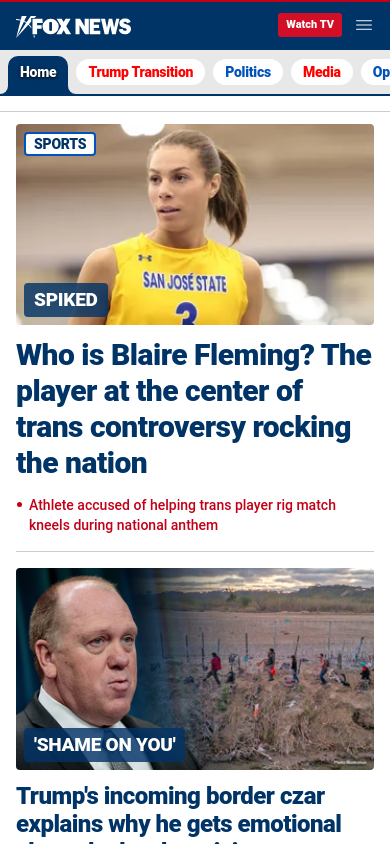 FOX NEWS
Watch TV
Home
Trump Transition
Politics
Media
Op
SPORTS
SAN JOSÉ STATE
3
SPIKED
Who is Blaire Fleming? The
player at the center of
trans controversy rocking
the nation
• Athlete accused of helping trans player rig match
kneels during national anthem
'SHAME ON YOU'
Trump's incoming border czar
explains why he gets emotional